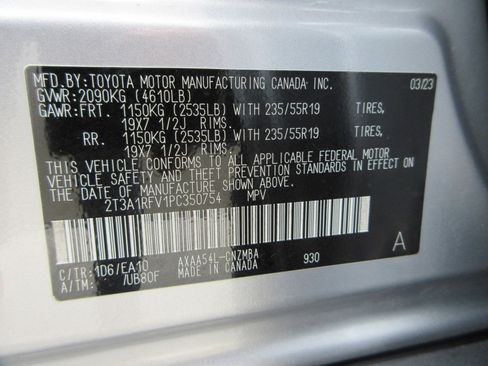 MFD.BY:TOYOTA MOTOR MANUFACTURING CANADA INC. 03/23
GVWR:2090KG (4610LB)
GAWR:FRT. 1150KG (2535LB) WITH 235/55R19 TIRES,
19X7 1/2J RIMS,
RR. 1150KG (2535LB) WITH 235/55R19 TIRES,
19X7 1/2J RIMS.
THIS VEHICLE CONFORMS TO ALL APPLICABLE FEDERAL MOTOR
VEHICLE SAFETY AND THEFT PREVENTION STANDARDS IN EFFECT ON
THE DATE OF MANUFACTURE SHOWN ABOVE.
2T3A1RFV1PC350754 MPV
C/TR:1D6/EA10 AXAA54L-CNZMBA A
A/TM: /UB80F MADE IN CANADA 930